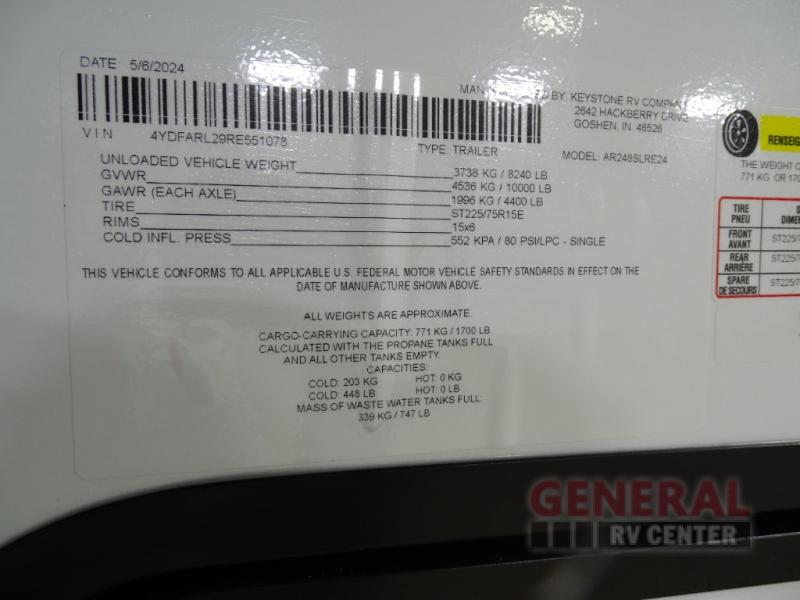 DATE: 5/6/2024
MAN ED BY: KEYSTONE RV COMPAN
2642 HACKBERRY DRIVE
GOSHEN, IN 46526
VIN 4YDFARL29RE551078
TYPE: TRAILER
MODEL: AR248SLRE24
UNLOADED VEHICLE WEIGHT 3738 KG / 8240 LB
GVWR 4536 KG / 10000 LB
GAWR (EACH AXLE) 1996 KG / 4400 LB
TIRE ST225/75R15E
RIMS 15x6
COLD INFL. PRESS 552 KPA / 80 PSI/LPC - SINGLE
THIS VEHICLE CONFORMS TO ALL APPLICABLE U.S. FEDERAL MOTOR VEHICLE SAFETY STANDARDS IN EFFECT ON THE
DATE OF MANUFACTURE SHOWN ABOVE.
ALL WEIGHTS ARE APPROXIMATE.
CARGO-CARRYING CAPACITY: 771 KG / 1700 LB
CALCULATED WITH THE PROPANE TANKS FULL
AND ALL OTHER TANKS EMPTY.
CAPACITIES:
COLD: 203 KG HOT: 0 KG
COLD: 448 LB HOT: 0 LB
MASS OF WASTE WATER TANKS FULL:
339 KG / 747 LB
RENSEIG
THE WEIGHT O
771 KG OR 170
TIRE S
PNEU DIME
FRONT ST225/7
AVANT
REAR ST225/7
ARRIÈRE
SPARE ST225/7
DE SECOURS
GENERAL
RV CENTER